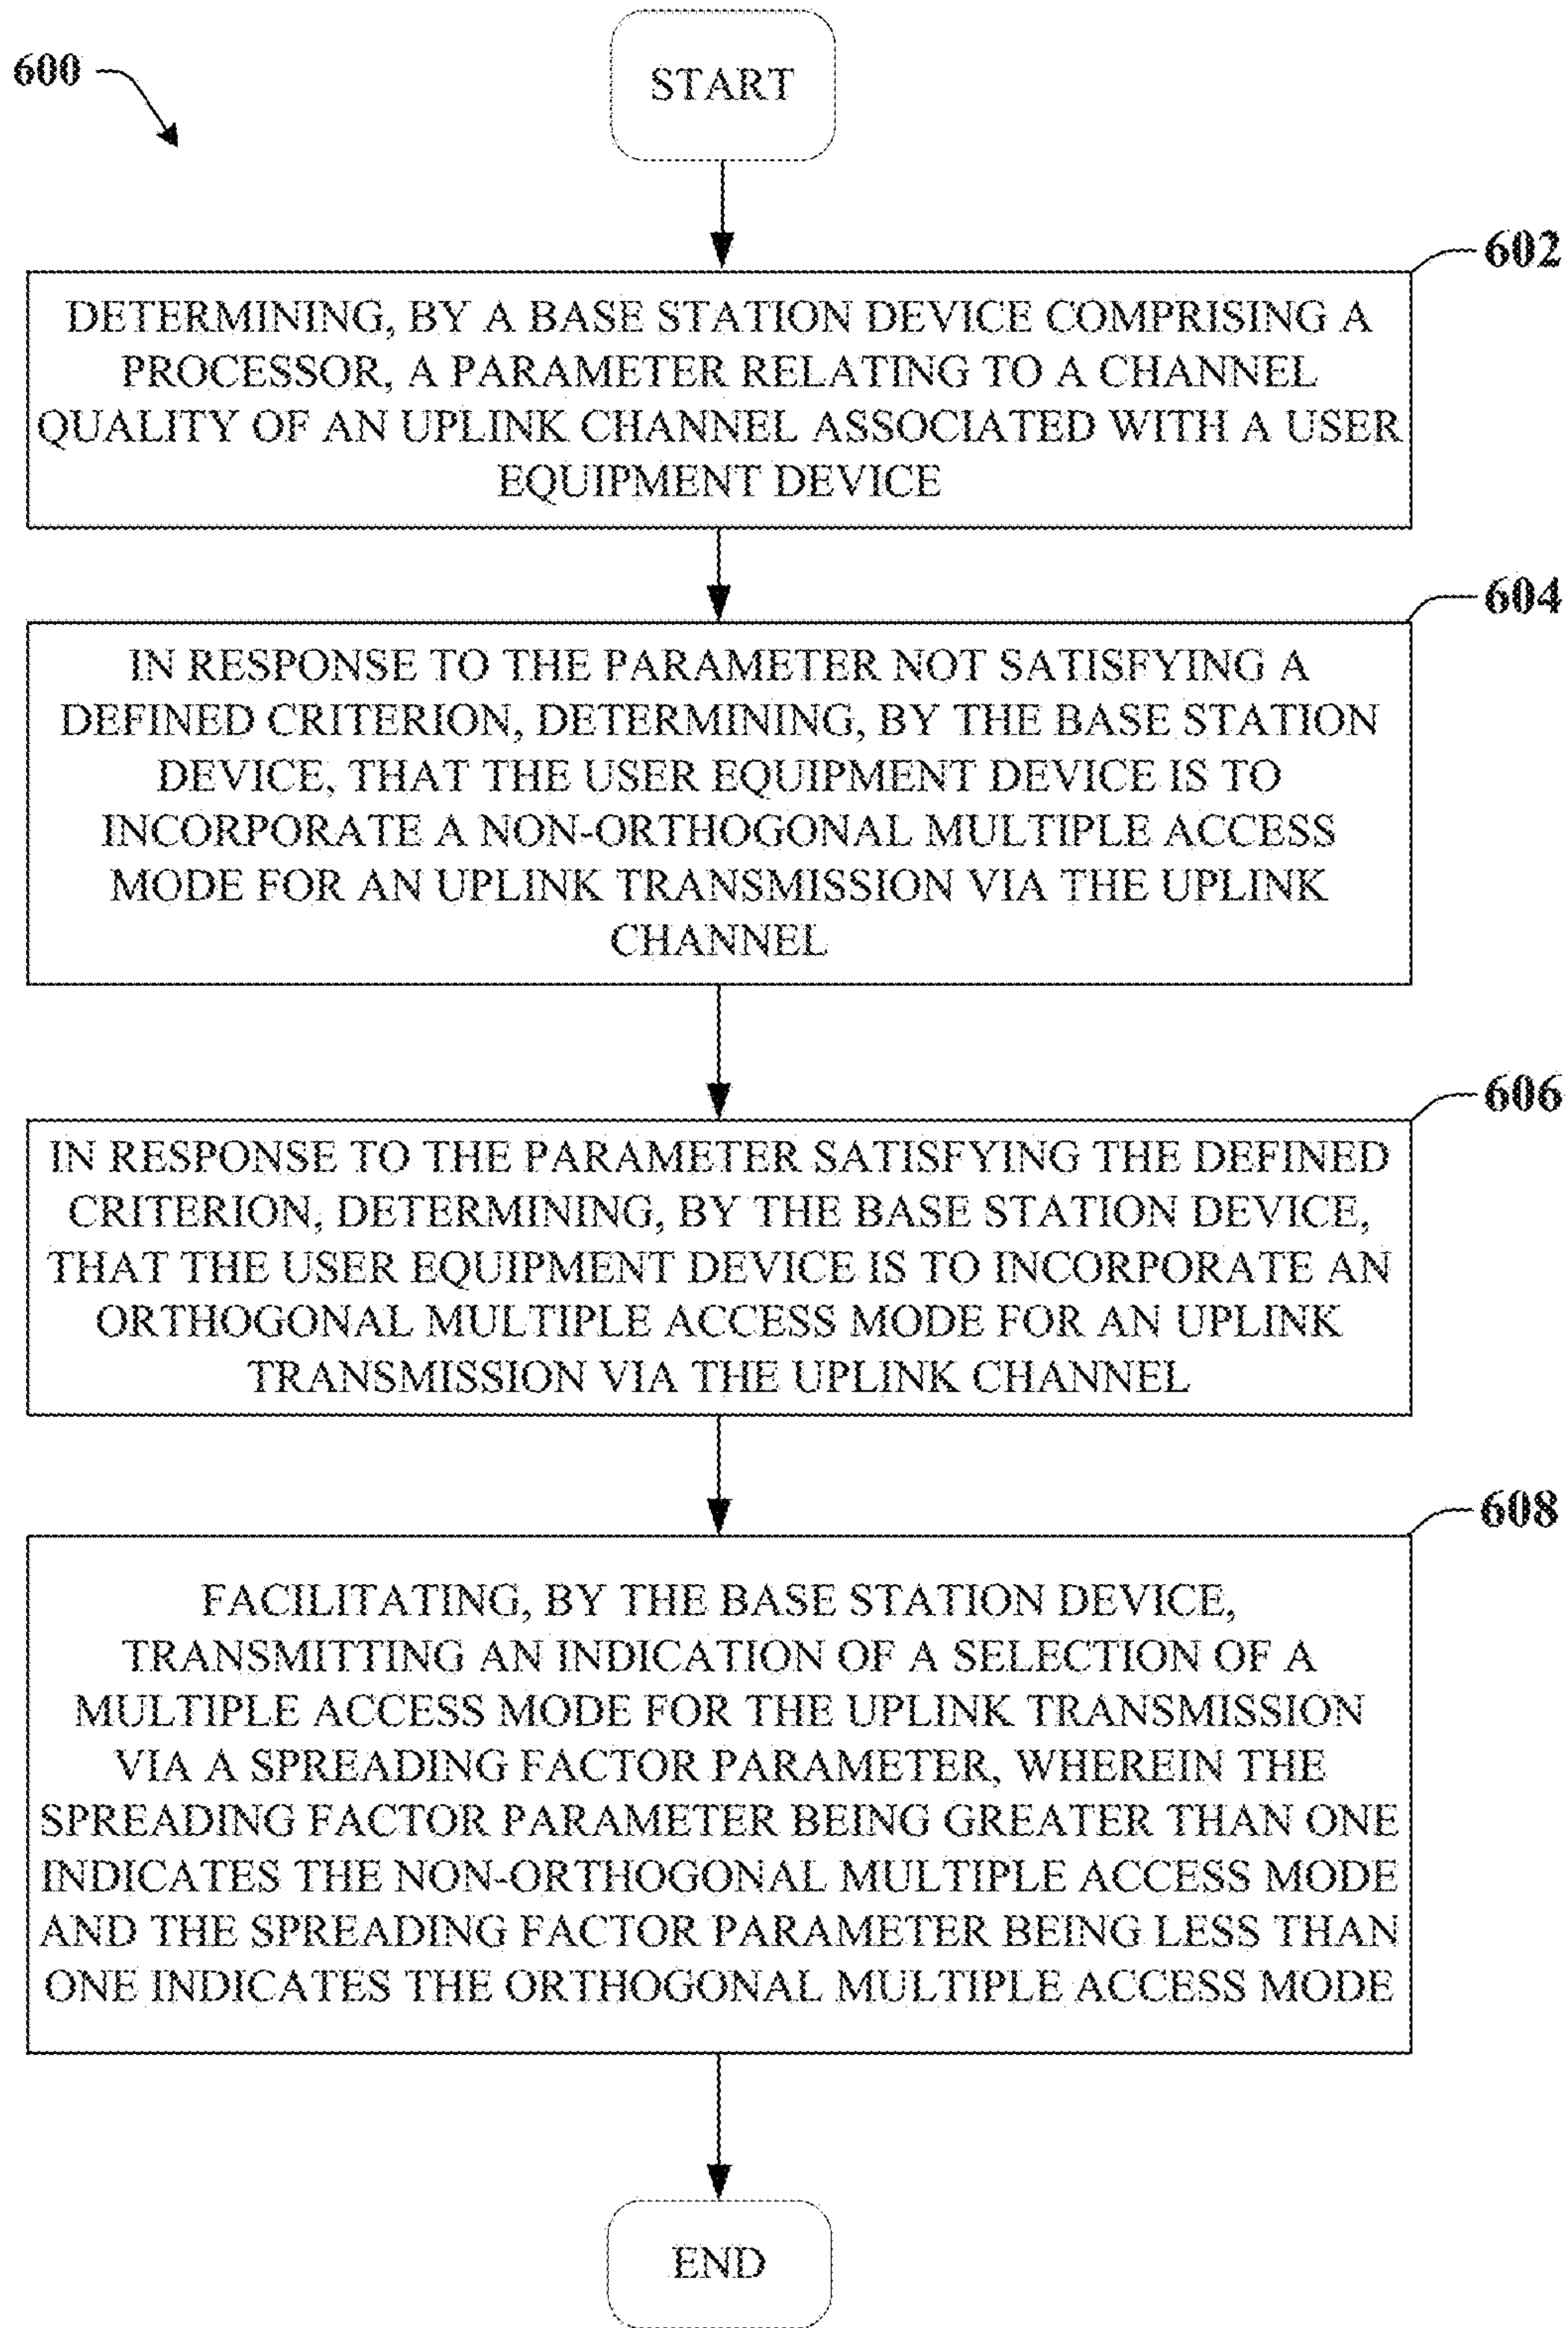 600
START
602
DETERMINING, BY A BASE STATION DEVICE COMPRISING A
PROCESSOR, A PARAMETER RELATING TO A CHANNEL
QUALITY OF AN UPLINK CHANNEL ASSOCIATED WITH A USER
EQUIPMENT DEVICE
604
IN RESPONSE TO THE PARAMETER NOT SATISFYING A
DEFINED CRITERION, DETERMINING, BY THE BASE STATION
DEVICE, THAT THE USER EQUIPMENT DEVICE IS TO
INCORPORATE A NON-ORTHOGONAL MULTIPLE ACCESS
MODE FOR AN UPLINK TRANSMISSION VIA THE UPLINK
CHANNEL
606
IN RESPONSE TO THE PARAMETER SATISFYING THE DEFINED
CRITERION, DETERMINING, BY THE BASE STATION DEVICE,
THAT THE USER EQUIPMENT DEVICE IS TO INCORPORATE AN
ORTHOGONAL MULTIPLE ACCESS MODE FOR AN UPLINK
TRANSMISSION VIA THE UPLINK CHANNEL
608
FACILITATING, BY THE BASE STATION DEVICE,
TRANSMITTING AN INDICATION OF A SELECTION OF A
MULTIPLE ACCESS MODE FOR THE UPLINK TRANSMISSION
VIA A SPREADING FACTOR PARAMETER, WHEREIN THE
SPREADING FACTOR PARAMETER BEING GREATER THAN ONE
INDICATES THE NON-ORTHOGONAL MULTIPLE ACCESS MODE
AND THE SPREADING FACTOR PARAMETER BEING LESS THAN
ONE INDICATES THE ORTHOGONAL MULTIPLE ACCESS MODE
END